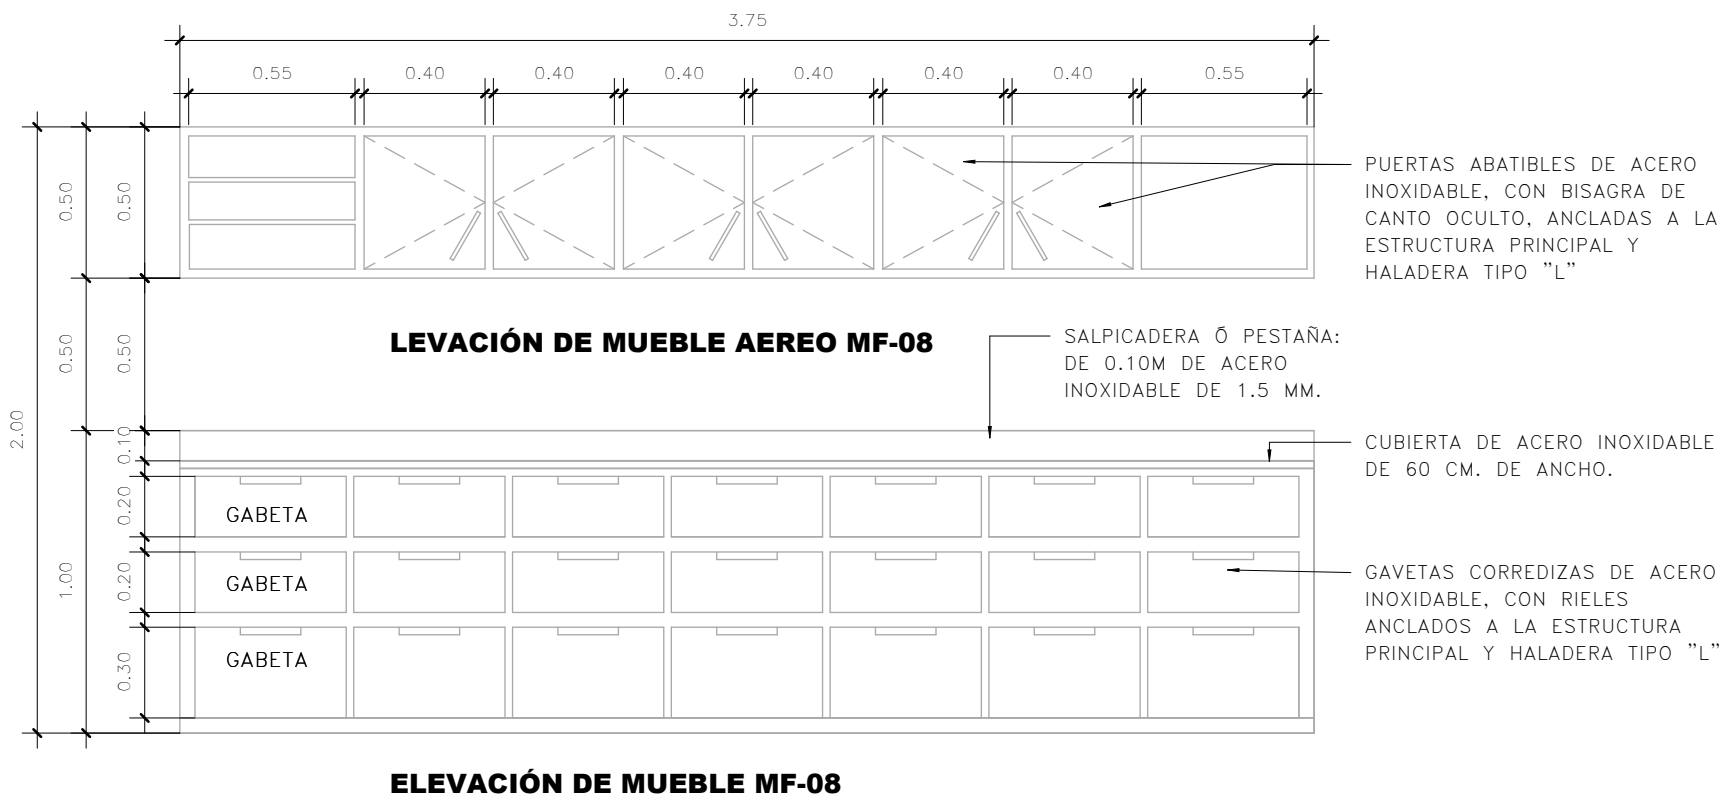 3.75
0.55 0.40 0.40 0.40 0.40 0.40 0.40 0.55
0.50 0.50
PUERTAS ABATIBLES DE ACERO
INOXIDABLE, CON BISAGRA DE
CANTO OCULTO, ANCLADAS A LA
ESTRUCTURA PRINCIPAL Y
HALADERA TIPO ”L”
LEVACIÓN DE MUEBLE AEREO MF-08
0.50 0.50
SALPICADERA Ó PESTAÑA:
DE 0.10M DE ACERO
INOXIDABLE DE 1.5 MM.
2.00
0.10
CUBIERTA DE ACERO INOXIDABLE
DE 60 CM. DE ANCHO.
0.20
GABETA
1.00
0.20
GABETA
GAVETAS CORREDIZAS DE ACERO
INOXIDABLE, CON RIELES
ANCLADOS A LA ESTRUCTURA
PRINCIPAL Y HALADERA TIPO ”L”
0.30
GABETA
ELEVACIÓN DE MUEBLE MF-08